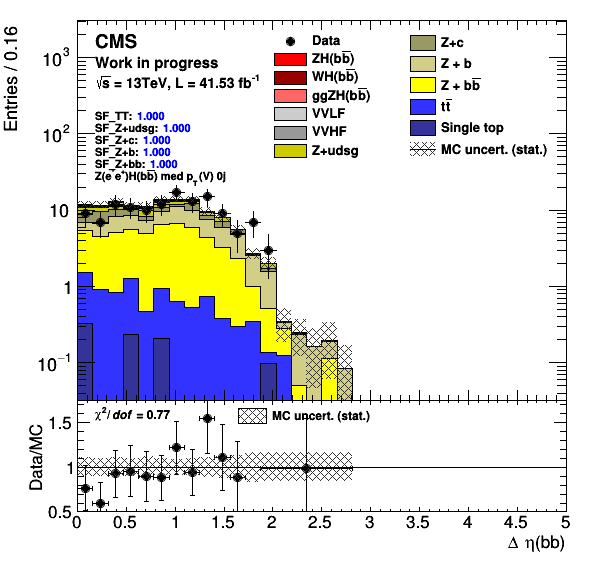 CMS
Work in progress
√s = 13TeV, L = 41.53 fb⁻¹
SF_TT: 1.000
SF_Z+udsg: 1.000
SF_Z+c: 1.000
SF_Z+b: 1.000
SF_Z+bb: 1.000
Z(e⁻e⁺)H(bb̅) med p_T(V) 0j
Data
ZH(bb̅)
WH(bb̅)
ggZH(bb̅)
VVLF
VVHF
Z+udsg
Z+c
Z + b
Z + bb̅
tt̅
Single top
MC uncert. (stat.)
Entries / 0.16
10³
10²
10
1
10⁻¹
χ²/dof = 0.77
MC uncert. (stat.)
Data/MC
1.5
1
0.5
0 0.5 1 1.5 2 2.5 3 3.5 4 4.5 5
Δ η(bb)